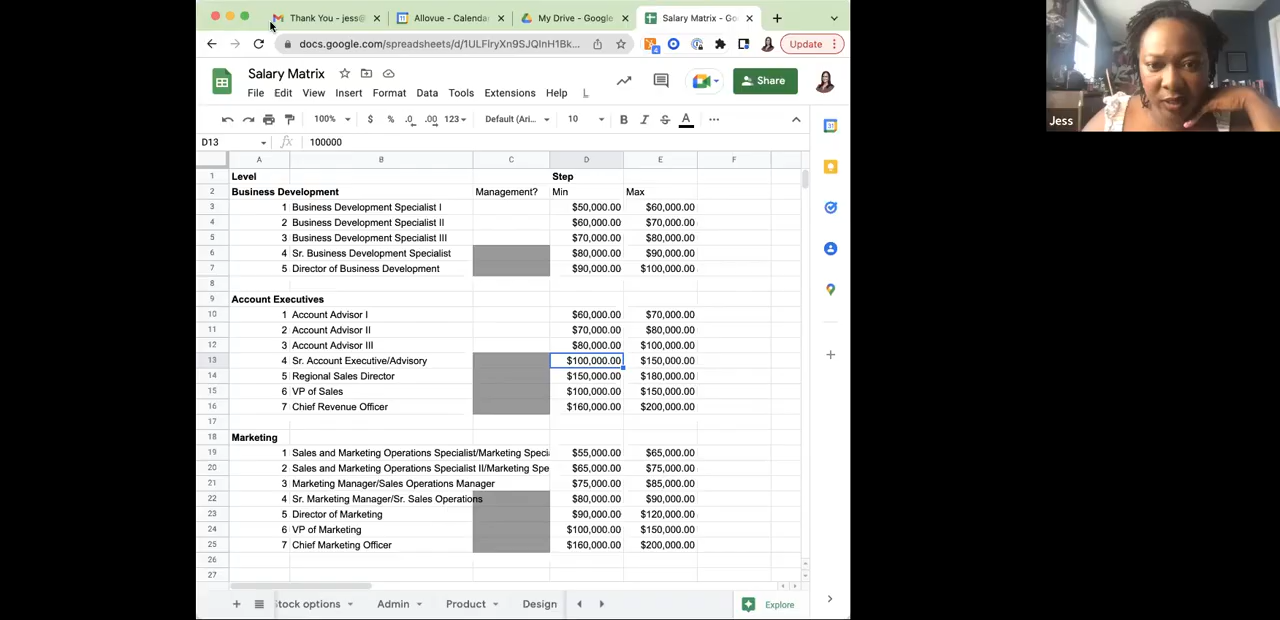 Thank You - jess@
Allovue - Calenda
My Drive - Google
Salary Matrix - Go
docs.google.com/spreadsheets/d/1ULFlryXn9SJQInH1Bk...
Update
Salary Matrix
File Edit View Insert Format Data Tools Extensions Help
Share
100% $ % .0 .00 123 Default (Ari... 10 B I S A
D13 fx 100000
A B C D E F
1 Level Step
2 Business Development Management? Min Max
3 1 Business Development Specialist I $50,000.00 $60,000.00
4 2 Business Development Specialist II $60,000.00 $70,000.00
5 3 Business Development Specialist III $70,000.00 $80,000.00
6 4 Sr. Business Development Specialist $80,000.00 $90,000.00
7 5 Director of Business Development $90,000.00 $100,000.00
8
9 Account Executives
10 1 Account Advisor I $60,000.00 $70,000.00
11 2 Account Advisor II $70,000.00 $80,000.00
12 3 Account Advisor III $80,000.00 $100,000.00
13 4 Sr. Account Executive/Advisory $100,000.00 $150,000.00
14 5 Regional Sales Director $150,000.00 $180,000.00
15 6 VP of Sales $100,000.00 $150,000.00
16 7 Chief Revenue Officer $160,000.00 $200,000.00
17
18 Marketing
19 1 Sales and Marketing Operations Specialist/Marketing Speci $55,000.00 $65,000.00
20 2 Sales and Marketing Operations Specialist II/Marketing Spe $65,000.00 $75,000.00
21 3 Marketing Manager/Sales Operations Manager $75,000.00 $85,000.00
22 4 Sr. Marketing Manager/Sr. Sales Operations $80,000.00 $90,000.00
23 5 Director of Marketing $90,000.00 $120,000.00
24 6 VP of Marketing $100,000.00 $150,000.00
25 7 Chief Marketing Officer $160,000.00 $200,000.00
26
27
tock options Admin Product Design Explore
Jess